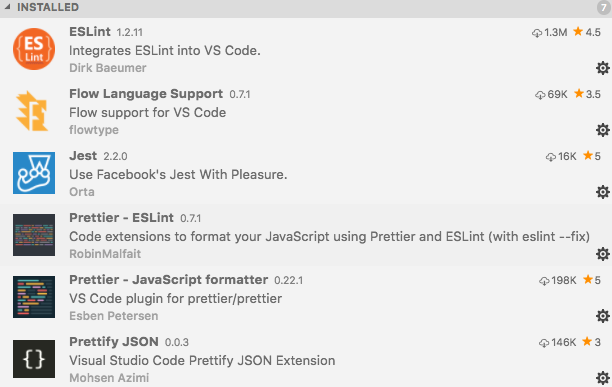 INSTALLED 7
ESLint 1.2.11 1.3M 4.5
ES
Lint
Integrates ESLint into VS Code.
Dirk Baeumer
Flow Language Support 0.7.1 69K 3.5
Flow support for VS Code
flowtype
Jest 2.2.0 16K 5
Use Facebook's Jest With Pleasure.
Orta
Prettier - ESLint 0.7.1
Code extensions to format your JavaScript using Prettier and ESLint (with eslint --fix)
RobinMalfait
Prettier - JavaScript formatter 0.22.1 198K 5
VS Code plugin for prettier/prettier
Esben Petersen
Prettify JSON 0.0.3 146K 3
{}
Visual Studio Code Prettify JSON Extension
Mohsen Azimi